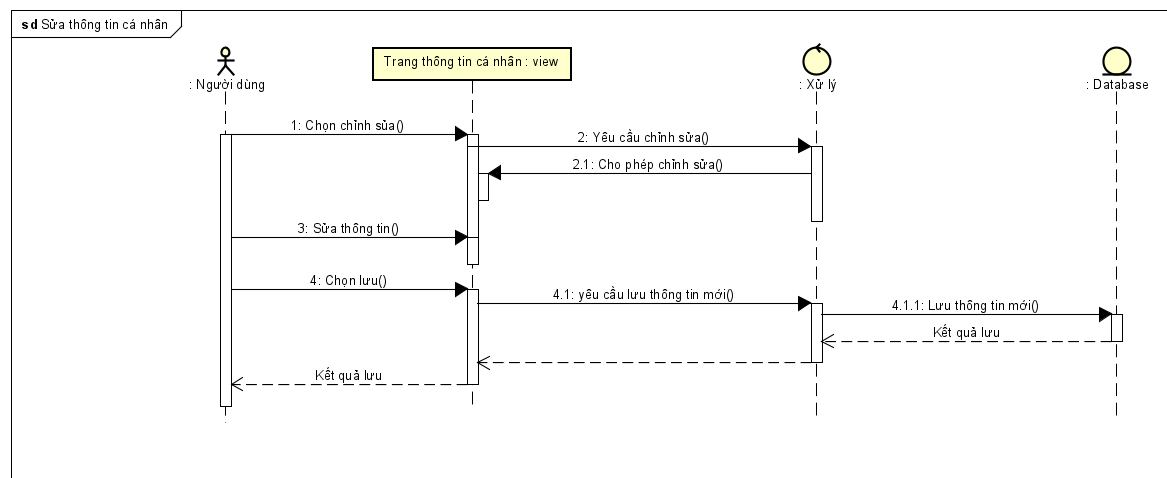 sd Sửa thông tin cá nhân
: Người dùng
Trang thông tin cá nhân : view
: Xử lý
: Database
1: Chọn chỉnh sủa()
2: Yêu cầu chỉnh sửa()
2.1: Cho phép chỉnh sửa()
3: Sửa thông tin()
4: Chọn lưu()
4.1: yêu cầu lưu thông tin mới()
4.1.1: Lưu thông tin mới()
Kết quả lưu
Kết quả lưu